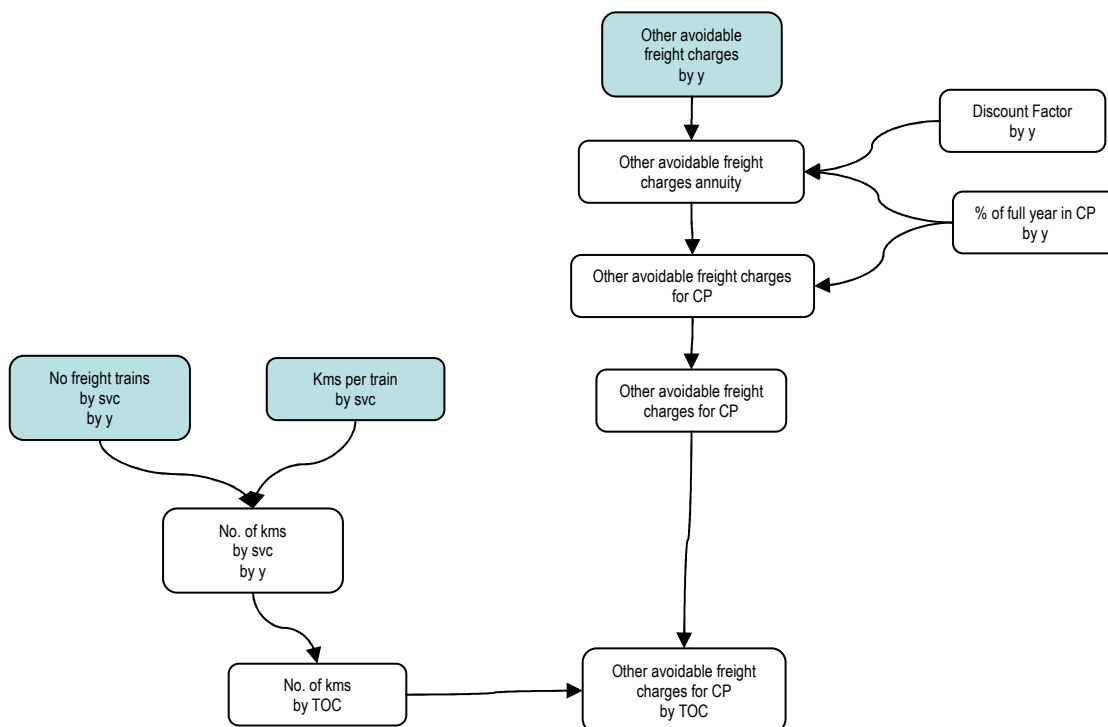 Other avoidable
freight charges
by y
Discount Factor
by y
Other avoidable freight
charges annuity
% of full year in CP
by y
Other avoidable freight charges
for CP
No freight trains
by svc
by y
Kms per train
by svc
Other avoidable freight
charges for CP
No. of kms
by svc
by y
No. of kms
by TOC
Other avoidable freight
charges for CP
by TOC